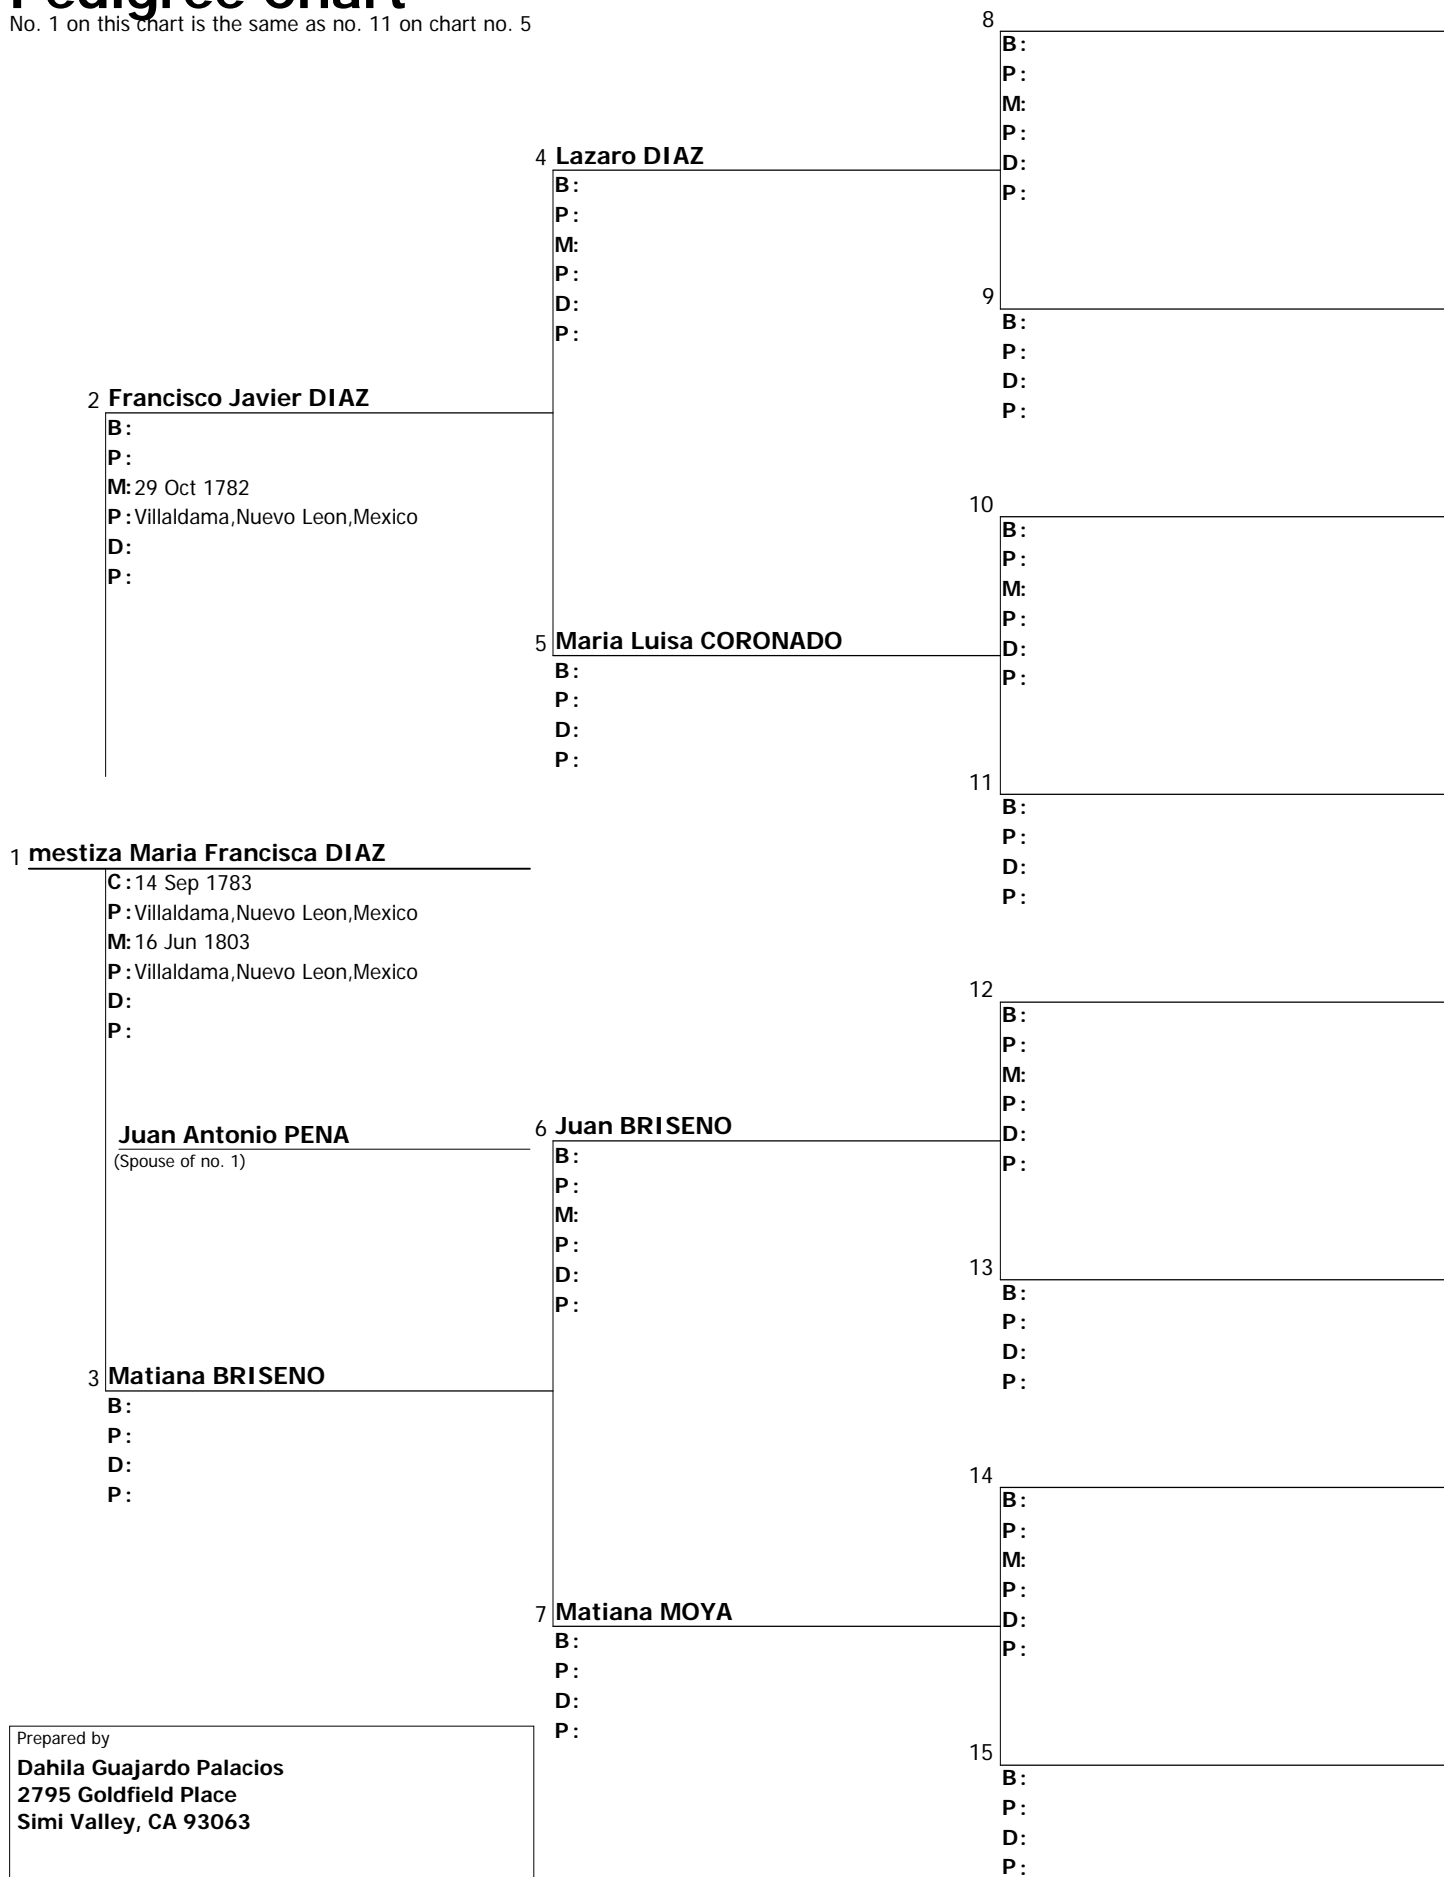 Pedigree Chart
No. 1 on this chart is the same as no. 11 on chart no. 5
8
B:
P:
M:
P:
D:
P:
4 Lazaro DIAZ
B:
P:
M:
P:
D:
P:
9
B:
P:
D:
P:
2 Francisco Javier DIAZ
B:
P:
M: 29 Oct 1782
P: Villaldama,Nuevo Leon,Mexico
D:
P:
10
B:
P:
M:
P:
D:
P:
5 Maria Luisa CORONADO
B:
P:
D:
P:
11
B:
P:
D:
P:
1 mestiza Maria Francisca DIAZ
C: 14 Sep 1783
P: Villaldama,Nuevo Leon,Mexico
M: 16 Jun 1803
P: Villaldama,Nuevo Leon,Mexico
D:
P:
Juan Antonio PENA
(Spouse of no. 1)
12
B:
P:
M:
P:
D:
P:
6 Juan BRISENO
B:
P:
M:
P:
D:
P:
13
B:
P:
D:
P:
3 Matiana BRISENO
B:
P:
D:
P:
14
B:
P:
M:
P:
D:
P:
7 Matiana MOYA
B:
P:
D:
P:
15
B:
P:
D:
P:
Prepared by
Dahila Guajardo Palacios
2795 Goldfield Place
Simi Valley, CA 93063